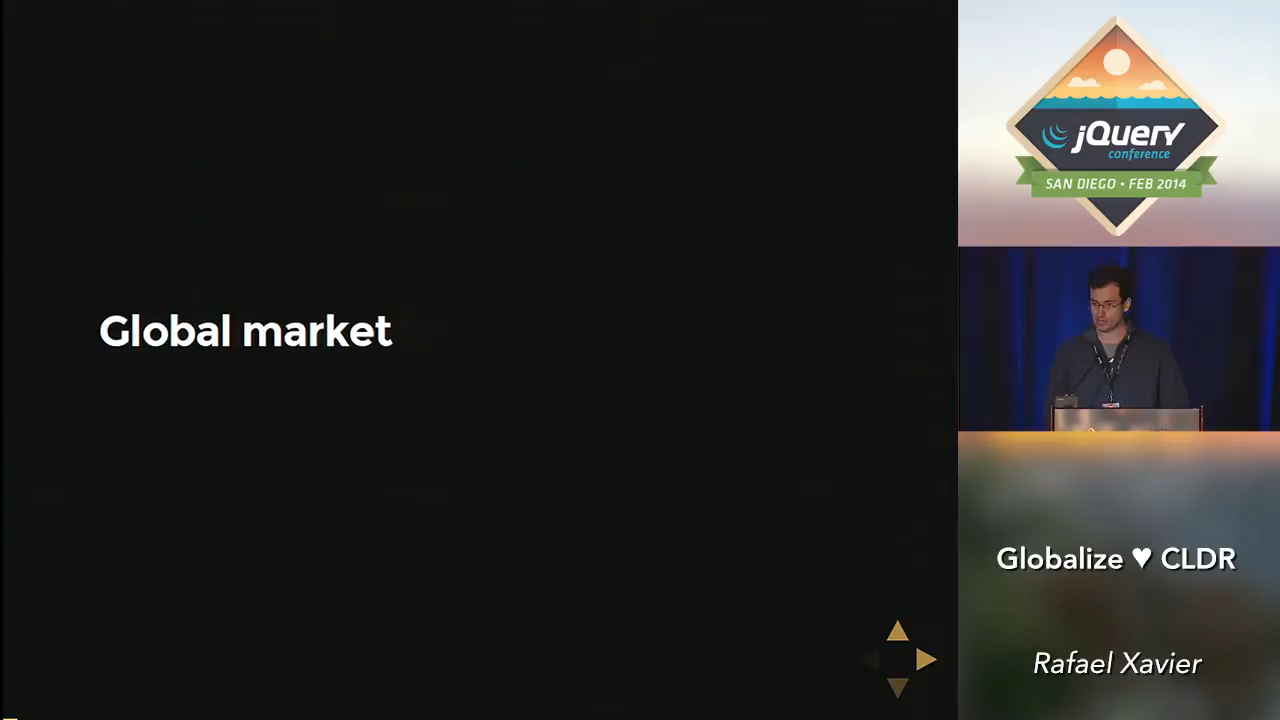 Global market
jQuery
conference
SAN DIEGO • FEB 2014
Globalize ♥ CLDR
Rafael Xavier